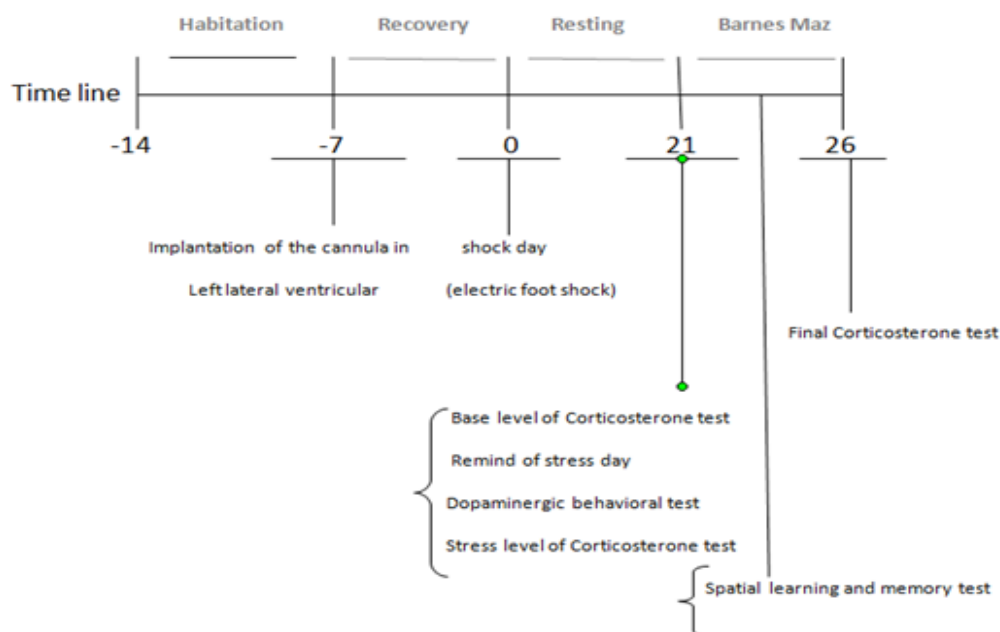 Habitation Recovery Resting Barnes Maz
Time line
-14 -7 0 21 26
Implantation of the cannula in
Left lateral ventricular
shock day
(electric foot shock)
Final Corticosterone test
Base level of Corticosterone test
Remind of stress day
Dopaminergic behavioral test
Stress level of Corticosterone test
Spatial learning and memory test